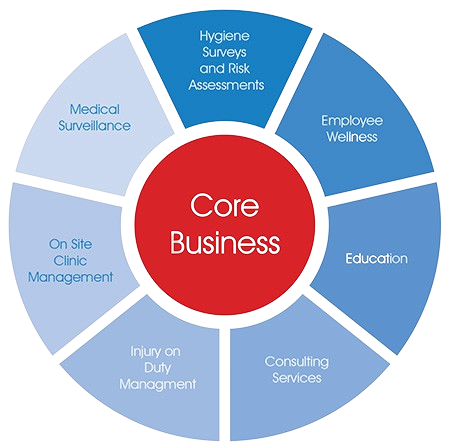 Hygiene
Surveys
and Risk
Assessments
Employee
Wellness
Education
Consulting
Services
Injury on
Duty
Managment
On Site
Clinic
Management
Medical
Surveillance
Core
Business